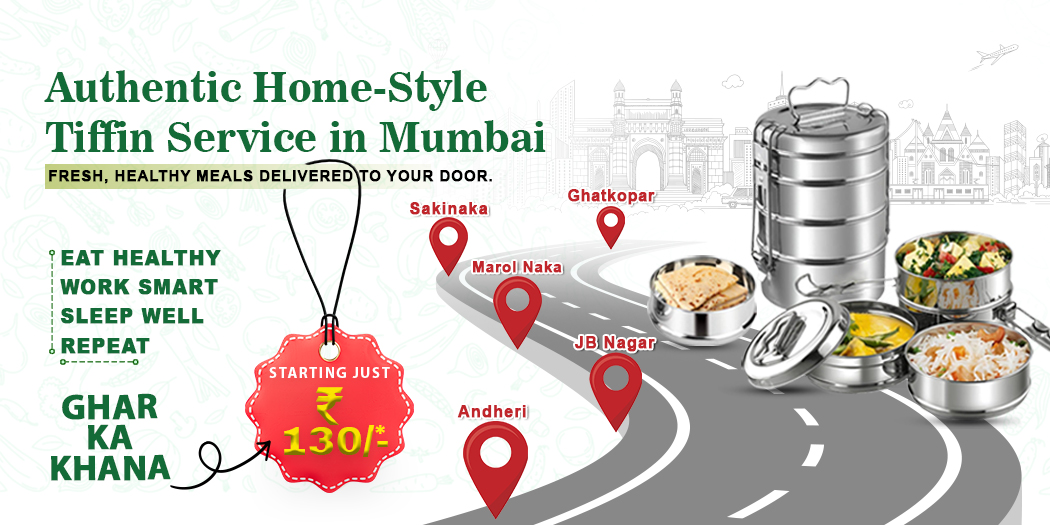 Authentic Home-Style
Tiffin Service in Mumbai
FRESH, HEALTHY MEALS DELIVERED TO YOUR DOOR.
EAT HEALTHY
WORK SMART
SLEEP WELL
REPEAT
GHAR
KA
KHANA
STARTING JUST
₹
130/-*
Sakinaka
Ghatkopar
Marol Naka
JB Nagar
Andheri